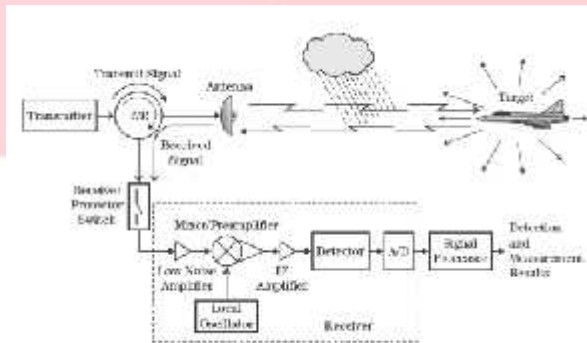 Transmit Signal
Antenna
Target
Transmitter
T/R
Received
Signal
Receiver
Protector
Switch
Mixer/Preamplifier
Detector
A/D
Signal
Processor
Detection
and
Measurement
Results
Low Noise
Amplifier
IF
Amplifier
Local
Oscillator
Receiver